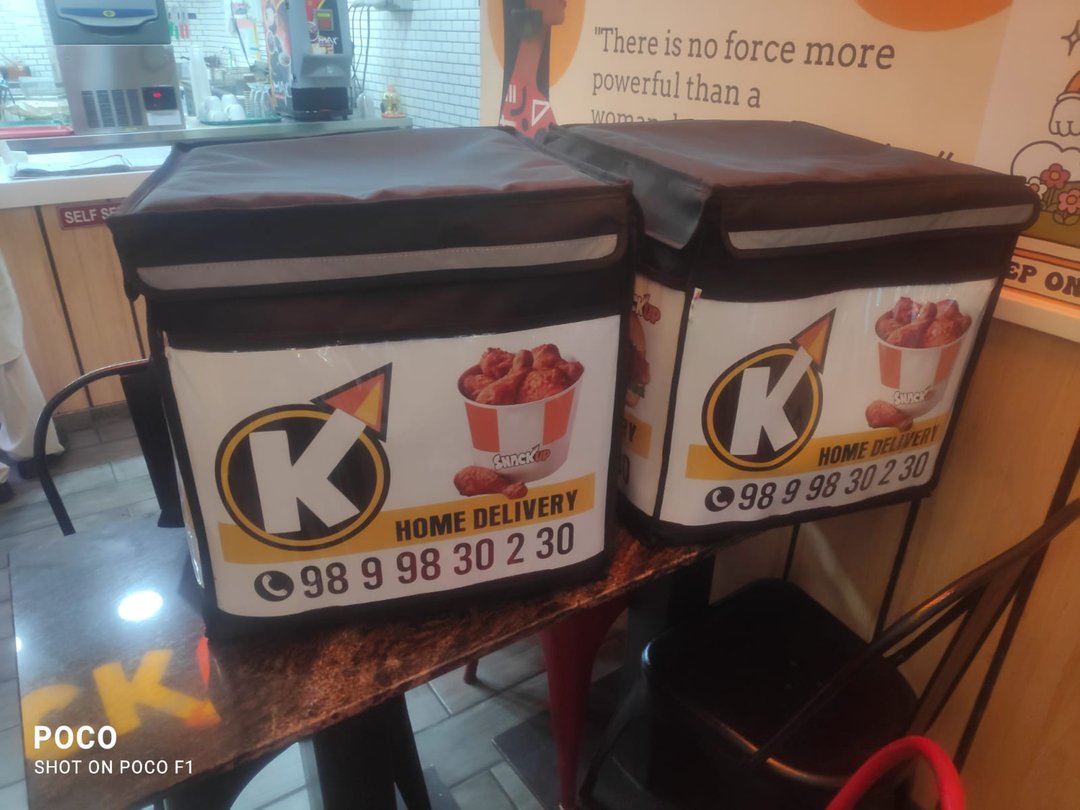 "There is no force more
powerful than a
SELF
EP ON
K
SNACK UP
HOME DELIVERY
98 9 98 30 2 30
K
SNACK UP
HOME DELIVERY
98 9 98 30 2 30
CK
POCO
SHOT ON POCO F1